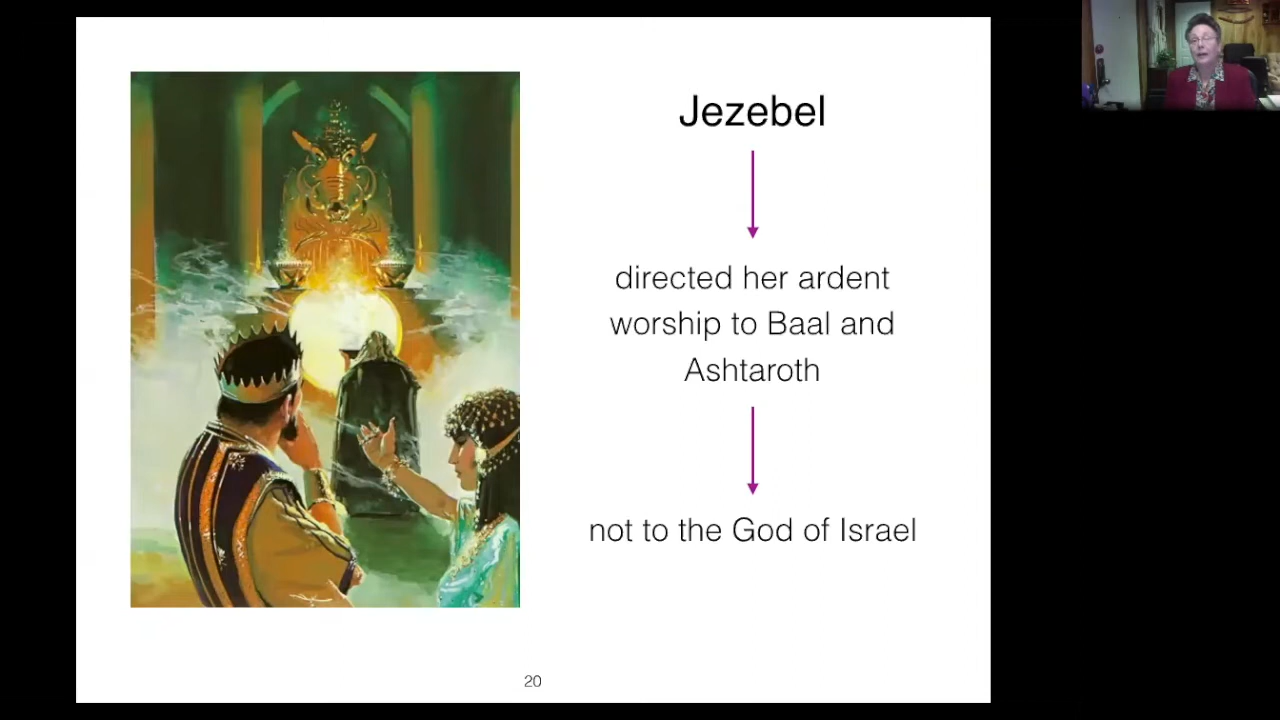 Jezebel
directed her ardent
worship to Baal and
Ashtaroth
not to the God of Israel
20